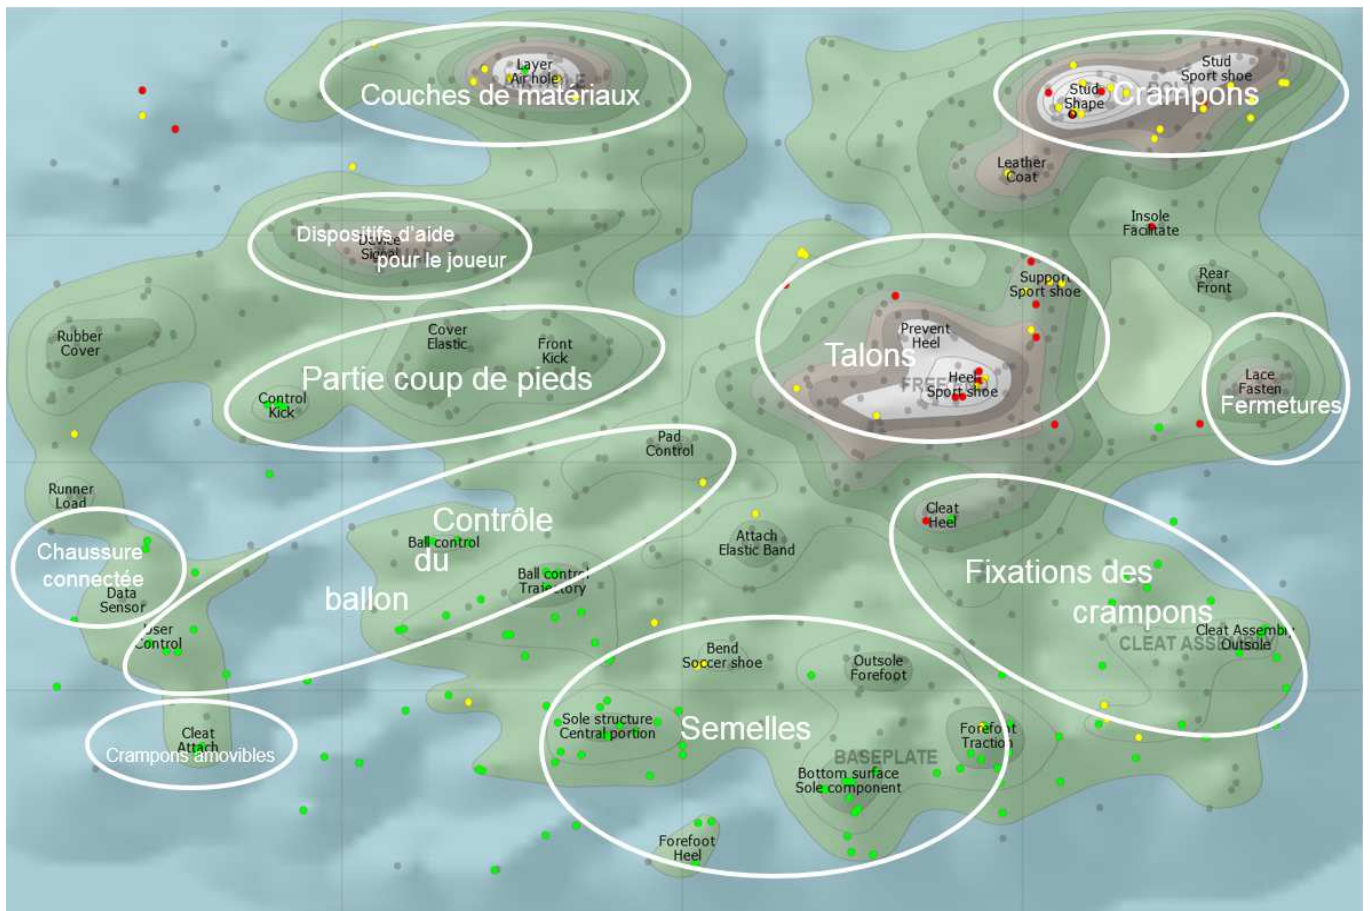 Layer
Air hole
Couches de matériaux
Stud
Sport shoe
Stud
Shape
Crampons
Leather
Coat
Insole
Facilitate
Dispositifs d'aide
pour le joueur
Device
Signal
Support
Sport shoe
Rear
Front
Rubber
Cover
Cover
Elastic
Front
Kick
Prevent
Heel
Talons
Partie coup de pieds
Heel
Sport shoe
Lace
Fasten
Fermetures
Control
Kick
Pad
Control
Runner
Load
Cleat
Heel
Contrôle
du
ballon
Ball control
Attach
Elastic Band
Chaussure
connectée
Ball control
Trajectory
Fixations des
crampons
Data
Sensor
User
Control
CLEAT ASSEMBLY
Cleat Assembly
Outsole
Bend
Soccer shoe
Outsole
Forefoot
Sole structure
Central portion
Semelles
Forefoot
Traction
Cleat
Attach
Crampons amovibles
BASEPLATE
Bottom surface
Sole component
Forefoot
Heel